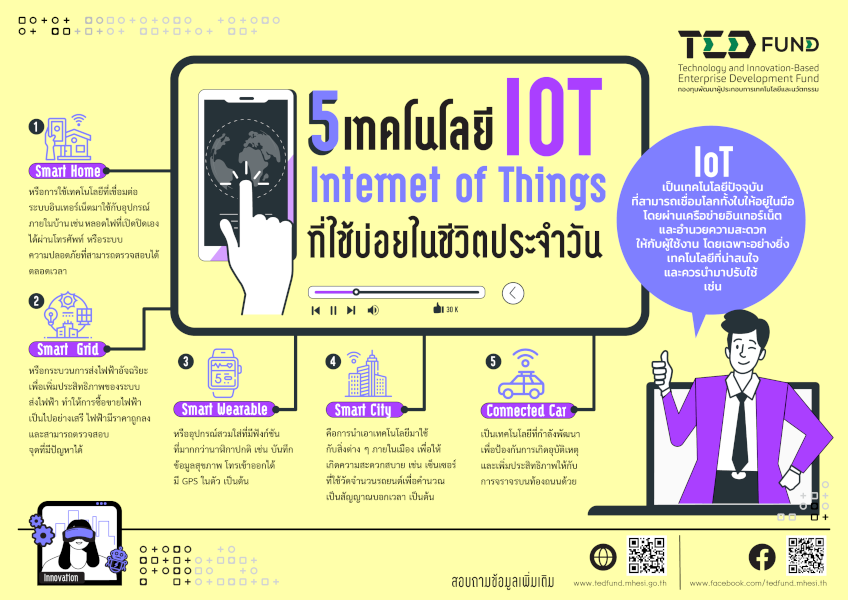 TED FUND
Technology and Innovation-Based
Enterprise Development Fund
กองทุนพัฒนาผู้ประกอบการเทคโนโลยีและนวัตกรรม
5 เทคโนโลยี IOT
Internet of Things
ที่ใช้บ่อยในชีวิตประจำวัน
30 K
IoT
เป็นเทคโนโลยีปัจจุบัน
ที่สามารถเชื่อมโลกทั้งใบให้อยู่ในมือ
โดยผ่านเครือข่ายอินเทอร์เน็ต
และอำนวยความสะดวก
ให้กับผู้ใช้งาน โดยเฉพาะอย่างยิ่ง
เทคโนโลยีที่น่าสนใจ
และควรนำมาปรับใช้
เช่น
1
Smart Home
หรือการใช้เทคโนโลยีที่เชื่อมต่อ
ระบบอินเทอร์เน็ตมาใช้กับอุปกรณ์
ภายในบ้าน เช่น หลอดไฟที่เปิดปิดเอง
ได้ผ่านโทรศัพท์ หรือระบบ
ความปลอดภัยที่สามารถตรวจสอบได้
ตลอดเวลา
2
Smart Grid
หรือกระบวนการส่งไฟฟ้าอัจฉริยะ
เพื่อเพิ่มประสิทธิภาพของระบบ
ส่งไฟฟ้า ทำให้การซื้อขายไฟฟ้า
เป็นไปอย่างเสรี ไฟฟ้ามีราคาถูกลง
และสามารถตรวจสอบ
จุดที่มีปัญหาได้
3
Smart Wearable
หรืออุปกรณ์สวมใส่ที่มีฟังก์ชัน
ที่มากกว่านาฬิกาปกติ เช่น บันทึก
ข้อมูลสุขภาพ โทรเข้าออกได้
มี GPS ในตัว เป็นต้น
4
Smart City
คือการนำเอาเทคโนโลยีมาใช้
กับสิ่งต่าง ๆ ภายในเมือง เพื่อให้
เกิดความสะดวกสบาย เช่น เซ็นเซอร์
ที่ใช้วัดจำนวนรถยนต์เพื่อคำนวณ
เป็นสัญญาณบอกเวลา เป็นต้น
5
Connected Car
เป็นเทคโนโลยีที่กำลังพัฒนา
เพื่อป้องกันการเกิดอุบัติเหตุ
และเพิ่มประสิทธิภาพให้กับ
การจราจรบนท้องถนนด้วย
Innovation
สอบถามข้อมูลเพิ่มเติม
www.tedfund.mhesi.go.th
www.facebook.com/tedfund.mhesi.th